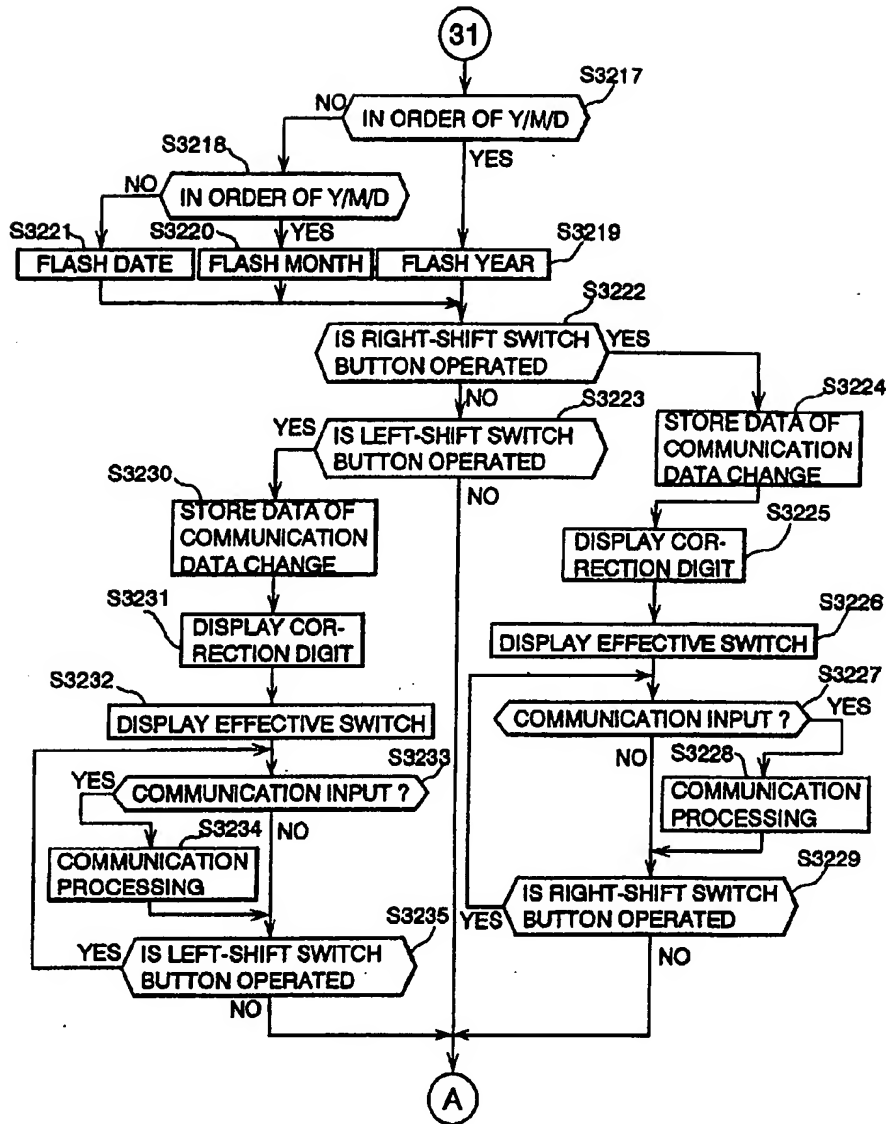 31
S3217
NO
IN ORDER OF Y/M/D
S3218
YES
NO
IN ORDER OF Y/M/D
S3221
S3220
YES
S3219
FLASH DATE
FLASH MONTH
FLASH YEAR
S3222
IS RIGHT-SHIFT SWITCH
BUTTON OPERATED
YES
NO
S3223
S3224
YES
IS LEFT-SHIFT SWITCH
BUTTON OPERATED
STORE DATA OF
COMMUNICATION
DATA CHANGE
S3230
NO
STORE DATA OF
COMMUNICATION
DATA CHANGE
S3225
DISPLAY COR-
RECTION DIGIT
S3231
DISPLAY COR-
RECTION DIGIT
S3226
DISPLAY EFFECTIVE SWITCH
S3232
S3227
DISPLAY EFFECTIVE SWITCH
COMMUNICATION INPUT ?
YES
S3233
NO
S3228
YES
COMMUNICATION INPUT ?
COMMUNICATION
PROCESSING
S3234
NO
COMMUNICATION
PROCESSING
S3229
IS RIGHT-SHIFT SWITCH
BUTTON OPERATED
YES
S3235
YES
IS LEFT-SHIFT SWITCH
BUTTON OPERATED
NO
NO
A